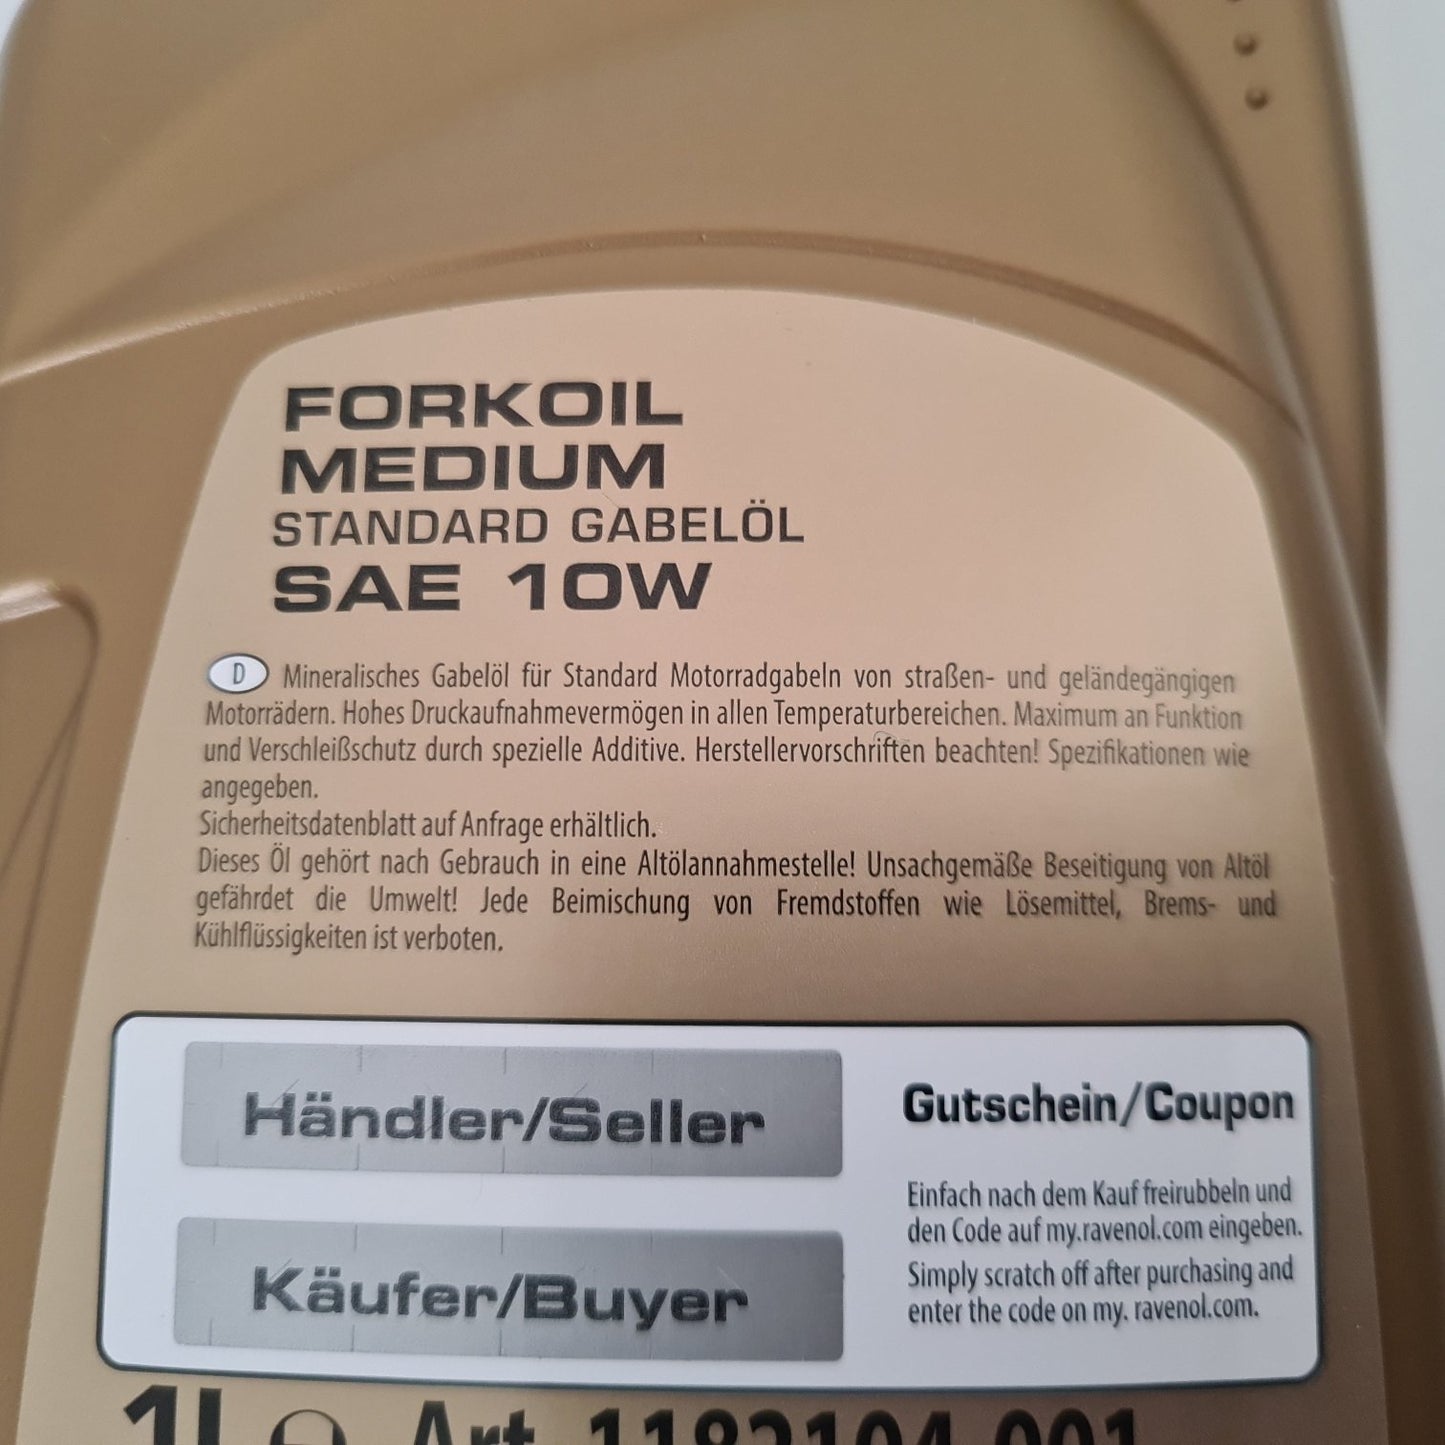 FORKOIL
MEDIUM
STANDARD GABELÖL
SAE 10W
D Mineralisches Gabelöl für Standard Motorradgabeln von straßen- und geländegängigen
Motorrädern. Hohes Druckaufnahmevermögen in allen Temperaturbereichen. Maximum an Funktion
und Verschleißschutz durch spezielle Additive. Herstellervorschriften beachten! Spezifikationen wie
angegeben.
Sicherheitsdatenblatt auf Anfrage erhältlich.
Dieses Öl gehört nach Gebrauch in eine Altölannahmestelle! Unsachgemäße Beseitigung von Altöl
gefährdet die Umwelt! Jede Beimischung von Fremdstoffen wie Lösemittel, Brems- und
Kühlflüssigkeiten ist verboten.
Händler/Seller
Käufer/Buyer
Gutschein/Coupon
Einfach nach dem Kauf freirubbeln und
den Code auf my.ravenol.com eingeben.
Simply scratch off after purchasing and
enter the code on my. ravenol.com.
1L e Art. 1182104-001